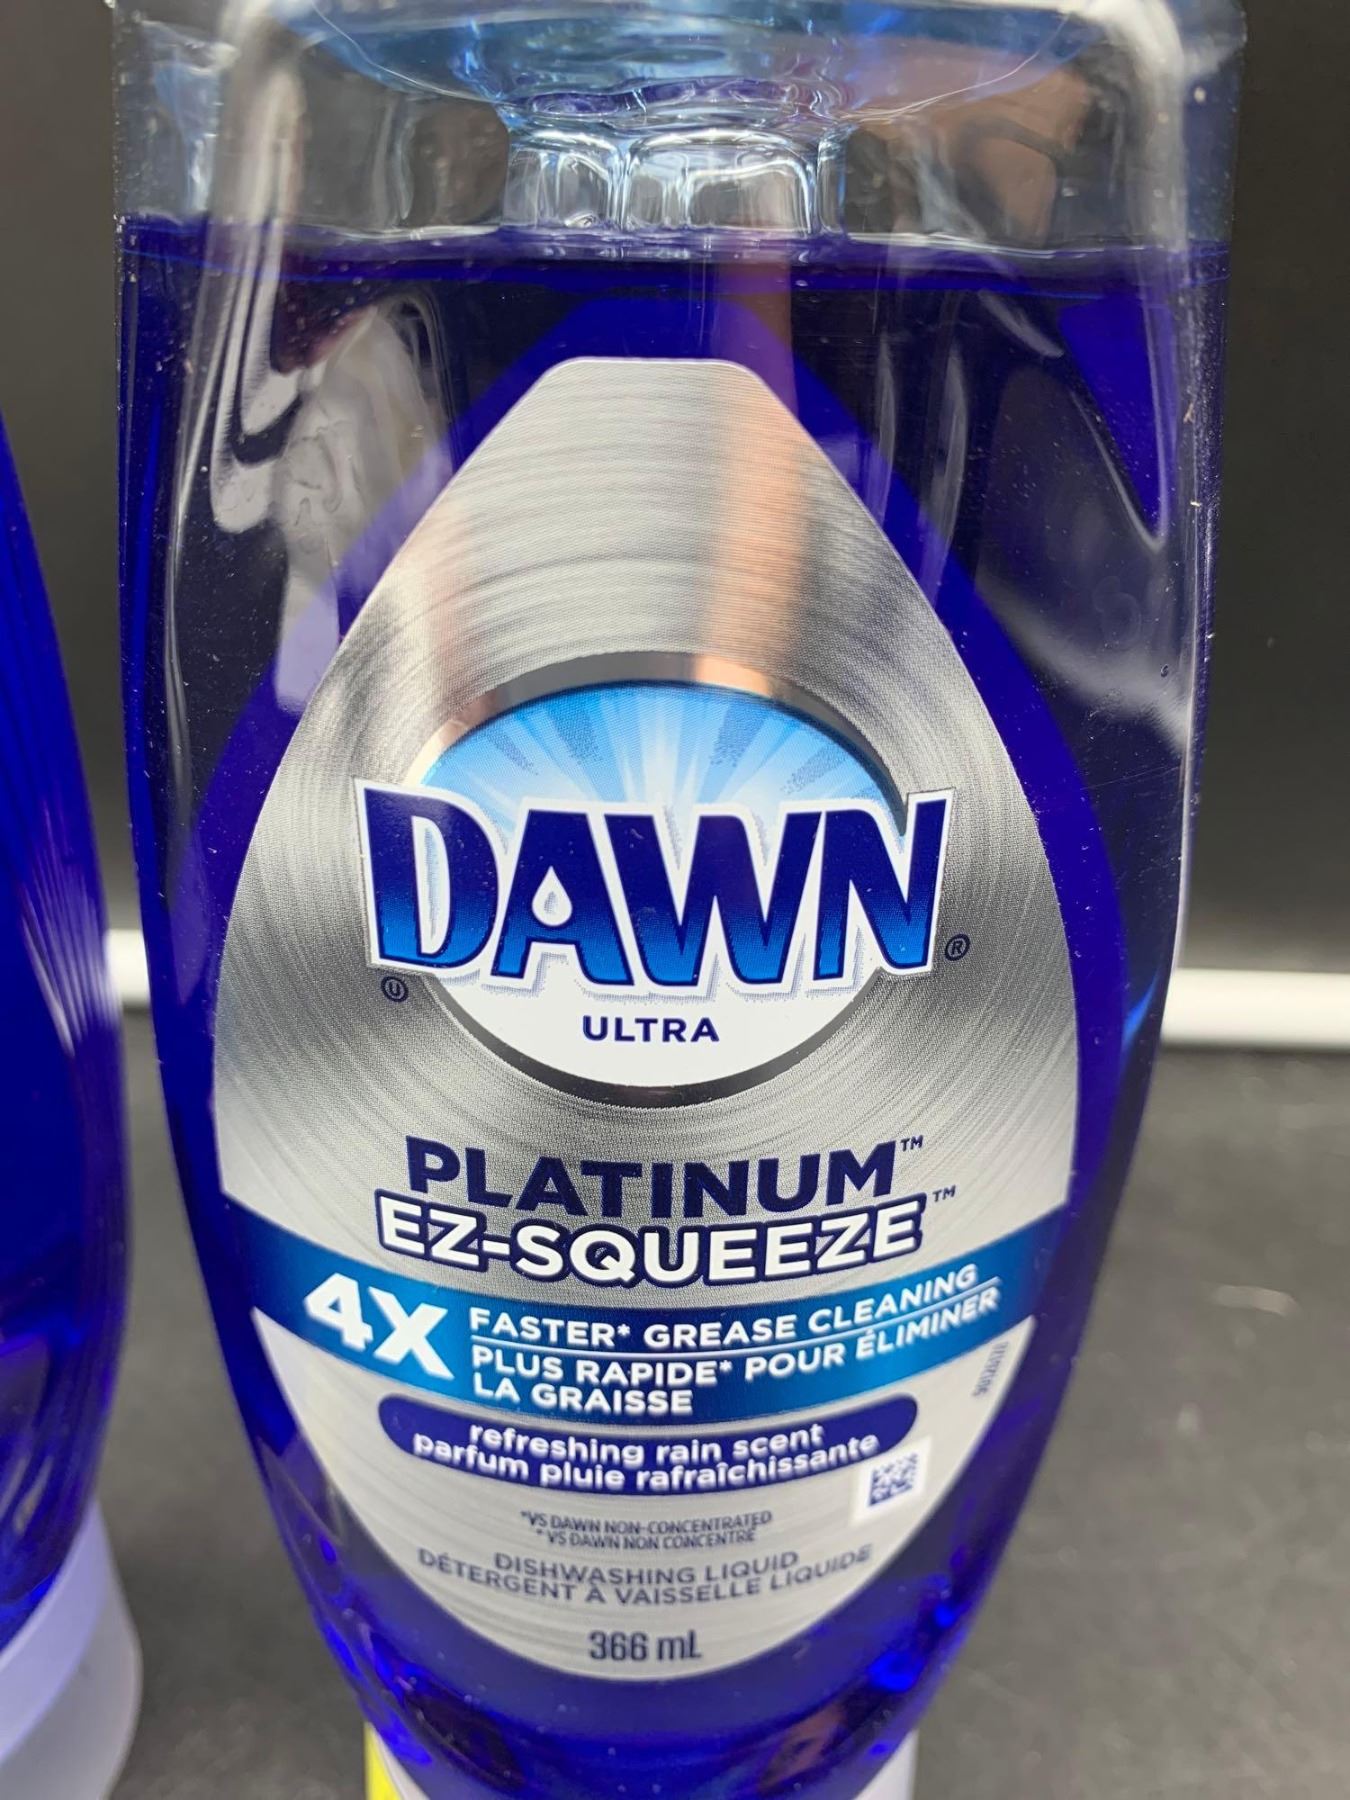 DAWN®
Ⓤ
ULTRA
PLATINUM™
EZ-SQUEEZE™
4X FASTER* GREASE CLEANING
PLUS RAPIDE* POUR ÉLIMINER
LA GRAISSE
refreshing rain scent
parfum pluie rafraîchissante
*VS DAWN NON-CONCENTRATED
* VS DAWN NON CONCENTRÉ
DISHWASHING LIQUID
DÉTERGENT À VAISSELLE LIQUIDE
366 mL